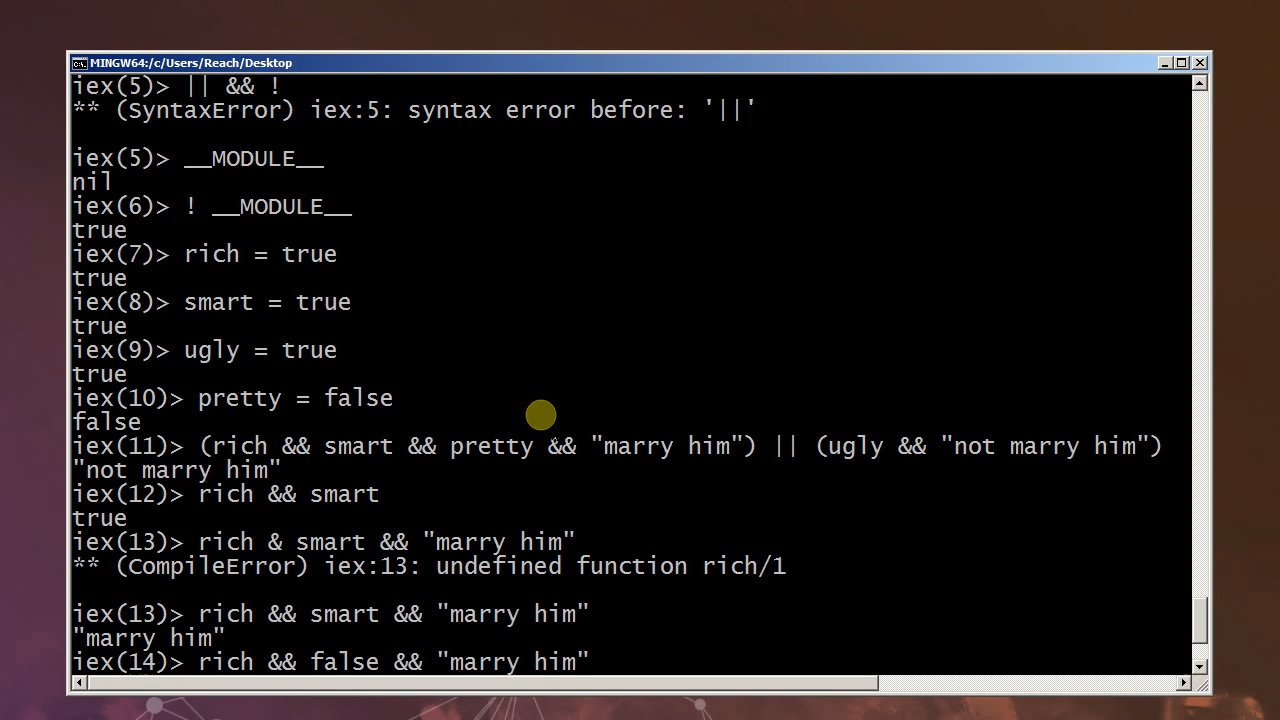 MINGW64:/c/Users/Reach/Desktop
iex(5)> || && !
** (SyntaxError) iex:5: syntax error before: '||'
iex(5)> __MODULE__
nil
iex(6)> ! __MODULE__
true
iex(7)> rich = true
true
iex(8)> smart = true
true
iex(9)> ugly = true
true
iex(10)> pretty = false
false
iex(11)> (rich && smart && pretty && "marry him") || (ugly && "not marry him")
"not marry him"
iex(12)> rich && smart
true
iex(13)> rich & smart && "marry him"
** (CompileError) iex:13: undefined function rich/1
iex(13)> rich && smart && "marry him"
"marry him"
iex(14)> rich && false && "marry him"